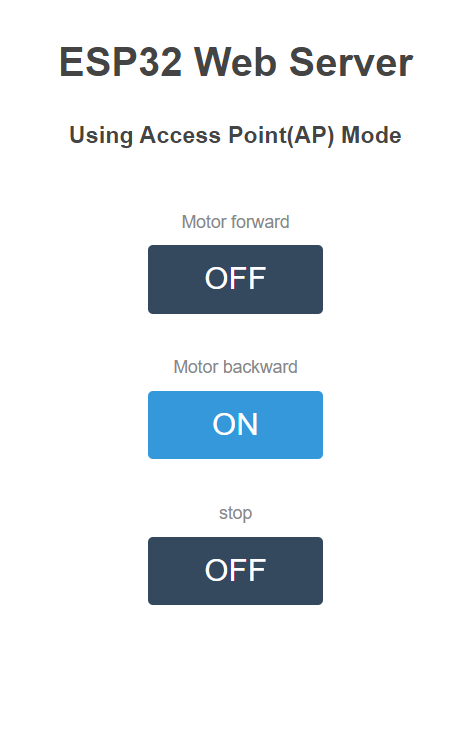 ESP32 Web Server
Using Access Point(AP) Mode
Motor forward
OFF
Motor backward
ON
stop
OFF